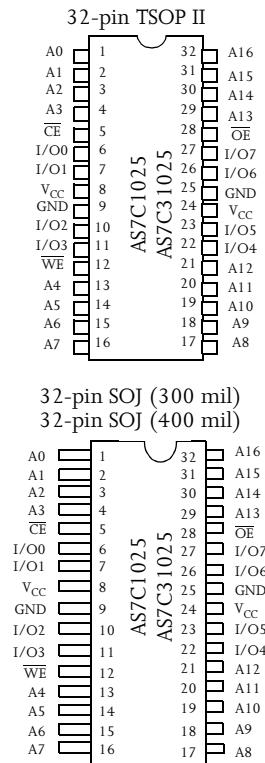 32-pin TSOP II
A0 1 32 A16
A1 2 31 A15
A2 3 30 A14
A3 4 29 A13
CE 5 28 OE
I/O0 6 27 I/O7
I/O1 7 26 I/O6
VCC 8 25 GND
GND 9 24 VCC
I/O2 10 23 I/O5
I/O3 11 22 I/O4
WE 12 21 A12
A4 13 20 A11
A5 14 19 A10
A6 15 18 A9
A7 16 17 A8
AS7C1025
AS7C31025
32-pin SOJ (300 mil)
32-pin SOJ (400 mil)
A0 1 32 A16
A1 2 31 A15
A2 3 30 A14
A3 4 29 A13
CE 5 28 OE
I/O0 6 27 I/O7
I/O1 7 26 I/O6
VCC 8 25 GND
GND 9 24 VCC
I/O2 10 23 I/O5
I/O3 11 22 I/O4
WE 12 21 A12
A4 13 20 A11
A5 14 19 A10
A6 15 18 A9
A7 16 17 A8
AS7C1025
AS7C31025